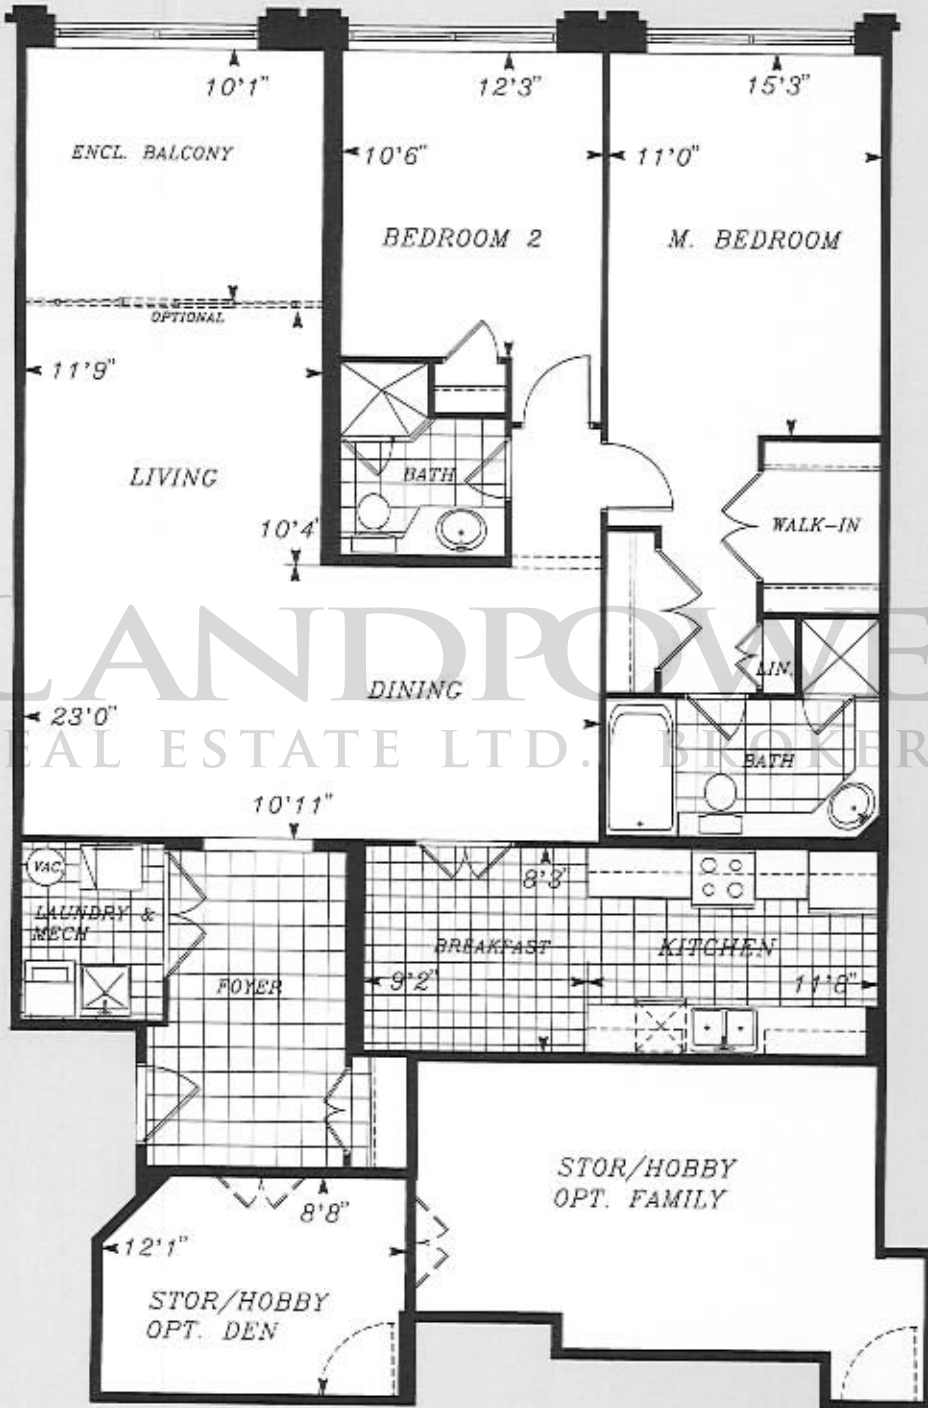 10'1"
12'3"
15'3"
ENCL. BALCONY
10'6"
11'0"
BEDROOM 2
M. BEDROOM
OPTIONAL
11'9"
LIVING
BATH
10'4"
WALK-IN
LANDPOWE
LIN.
DINING
23'0"
EAL ESTATE LTD. BROKER
BATH
10'11"
VAC
8'3"
LAUNDRY &
MECH
BREAKFAST
KITCHEN
9'2"
11'8"
FOYER
STOR/HOBBY
OPT. FAMILY
8'8"
12'1"
STOR/HOBBY
OPT. DEN